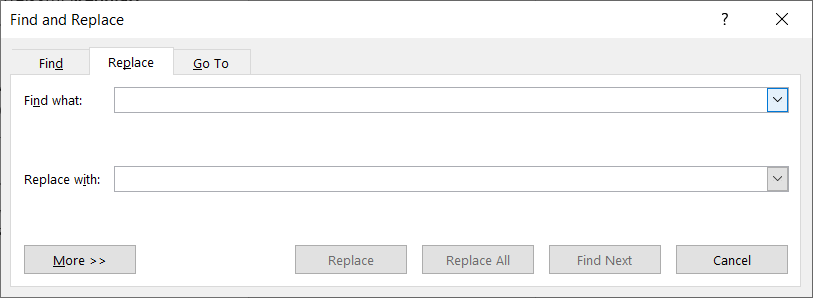 Find and Replace ?
Find Replace Go To
Find what:
Replace with:
More >> Replace Replace All Find Next Cancel